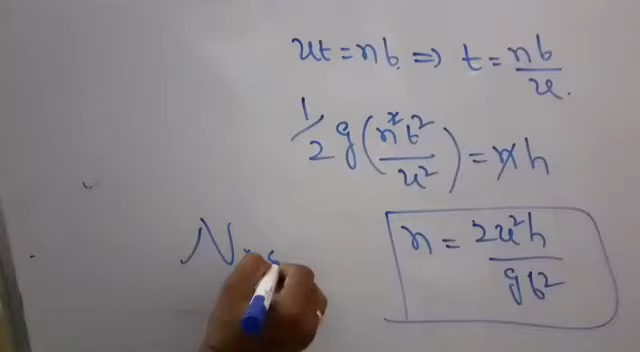 ut = nb ⇒ t = nb/u.
1/2 g(n²b²/u²) = nh
n = 2u²h/gb²